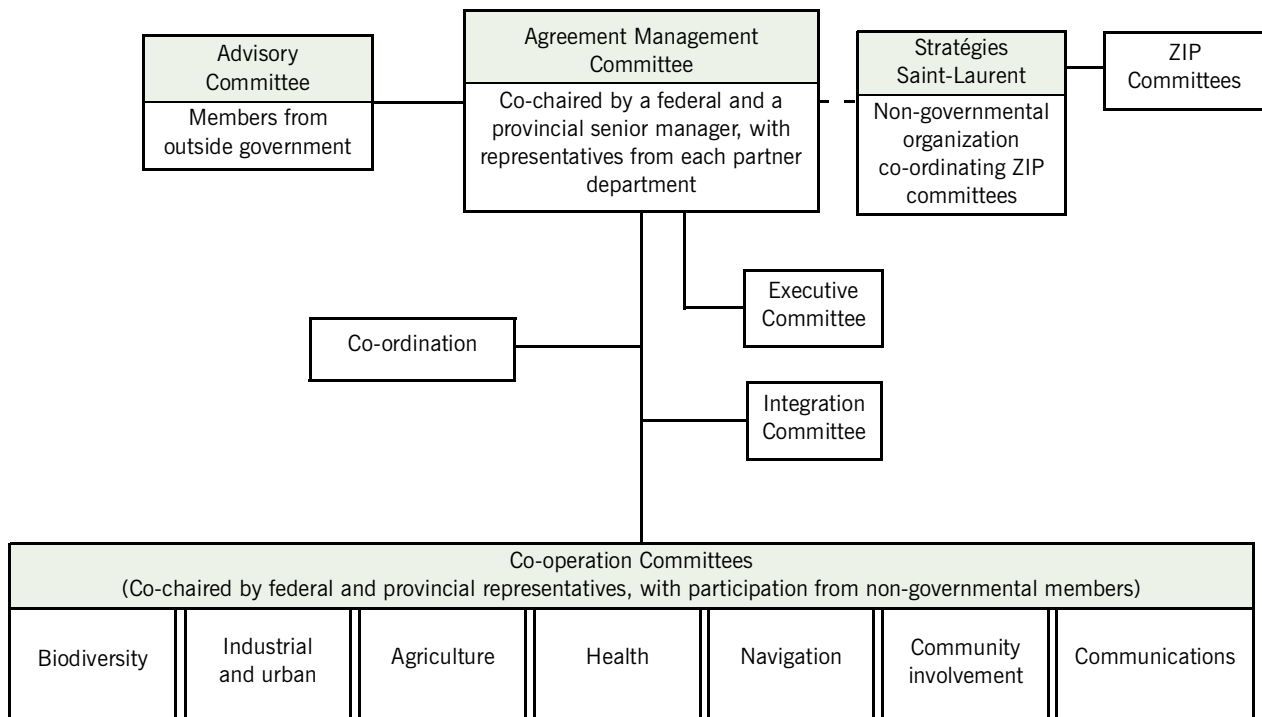 Advisory
Committee
Members from
outside government
Agreement Management
Committee
Co-chaired by a federal and a
provincial senior manager, with
representatives from each partner
department
Stratégies
Saint-Laurent
Non-governmental
organization
co-ordinating ZIP
committees
ZIP
Committees
Executive
Committee
Co-ordination
Integration
Committee
Co-operation Committees
(Co-chaired by federal and provincial representatives, with participation from non-governmental members)
Biodiversity
Industrial
and urban
Agriculture
Health
Navigation
Community
involvement
Communications